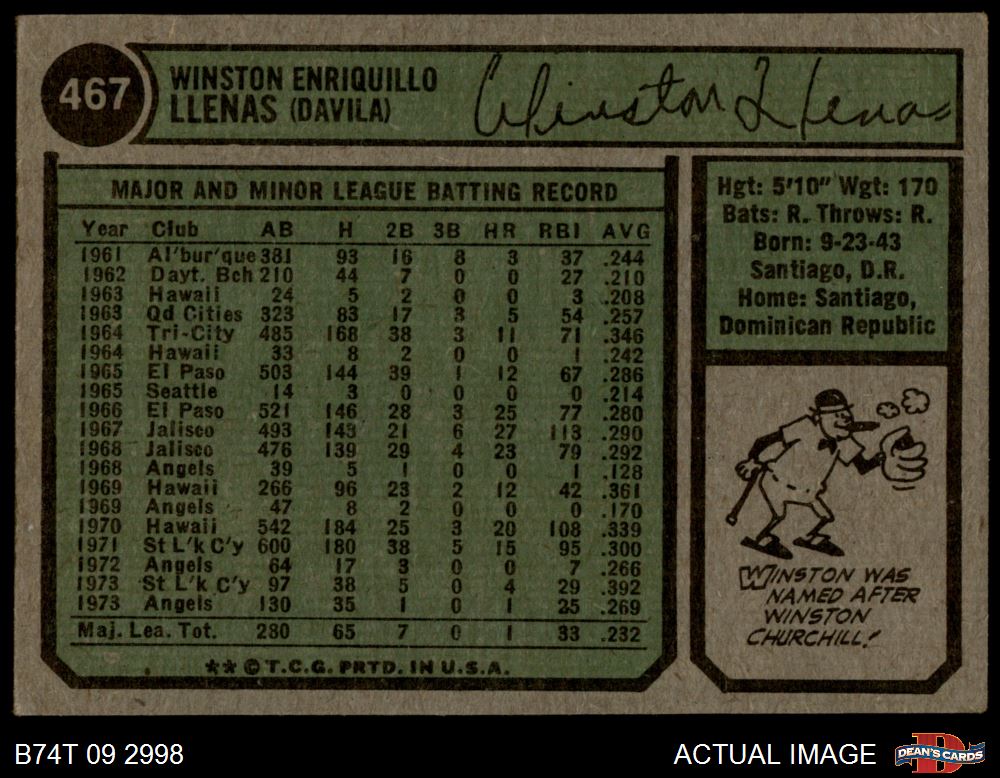 467
WINSTON ENRIQUILLO
LLENAS (DAVILA)
Winston Llenas
MAJOR AND MINOR LEAGUE BATTING RECORD
Year Club AB H 2B 3B HR RBI AVG
1961 Al'bur'que 381 93 16 8 3 37 .244
1962 Dayt. Bch 210 44 7 0 0 27 .210
1963 Hawaii 24 5 2 0 0 3 .208
1963 Qd Cities 323 83 17 3 5 54 .257
1964 Tri-City 485 168 38 3 11 71 .346
1964 Hawaii 33 8 2 0 0 1 .242
1965 El Paso 503 144 39 1 12 67 .286
1965 Seattle 14 3 0 0 0 0 .214
1966 El Paso 521 146 28 3 25 77 .280
1967 Jalisco 493 143 21 6 27 113 .290
1968 Jalisco 476 139 29 4 23 79 .292
1968 Angels 39 5 1 0 0 1 .128
1969 Hawaii 266 96 23 2 12 42 .361
1969 Angels 47 8 2 0 0 0 .170
1970 Hawaii 542 184 25 3 20 108 .339
1971 St L'k C'y 600 180 38 5 15 95 .300
1972 Angels 64 17 3 0 0 7 .266
1973 St L'k C'y 97 38 5 0 4 29 .392
1973 Angels 130 35 1 0 1 25 .269
Maj. Lea. Tot. 280 65 7 0 1 33 .232
** © T.C.G. PRTD. IN U.S.A.
Hgt: 5'10" Wgt: 170
Bats: R. Throws: R.
Born: 9-23-43
Santiago, D.R.
Home: Santiago,
Dominican Republic
WINSTON WAS
NAMED AFTER
WINSTON
CHURCHILL!
B74T 09 2998
ACTUAL IMAGE
DEAN'S CARDS